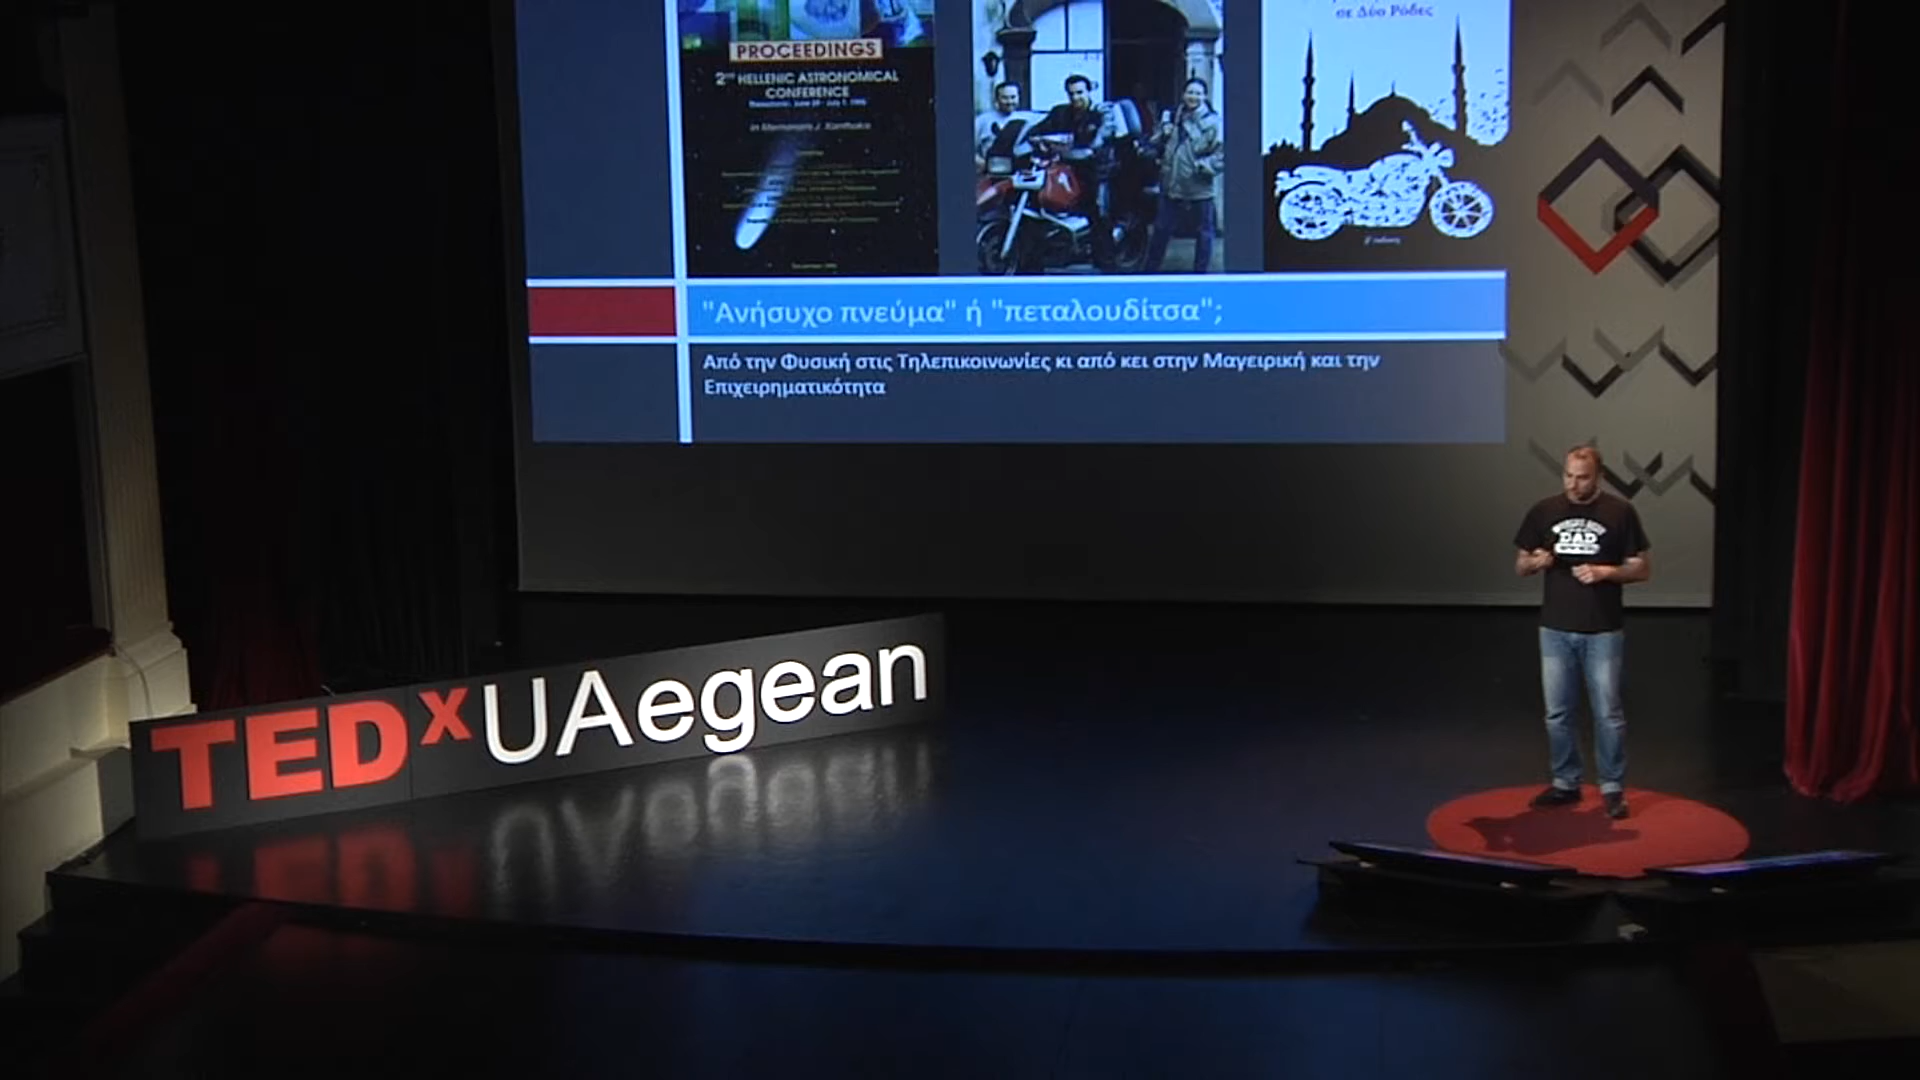 PROCEEDINGS
2nd HELLENIC ASTRONOMICAL
CONFERENCE
σε Δύο Ρόδες
"Ανήσυχο πνεύμα" ή "πεταλουδίτσα";
Από την Φυσική στις Τηλεπικοινωνίες κι από κει στην Μαγειρική και την
Επιχειρηματικότητα
DAD
TEDxUAegean